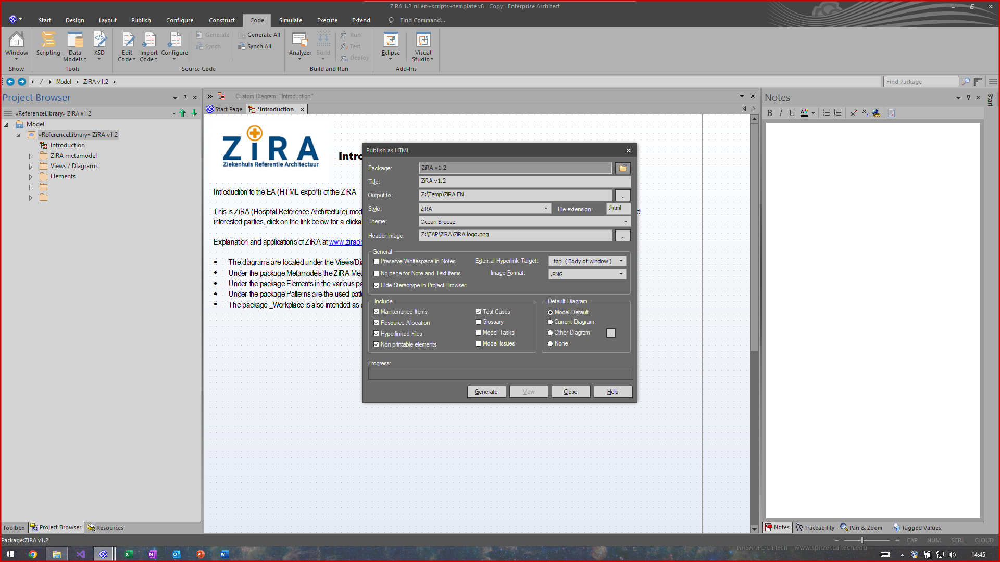 ZIRA 1.2-nl-en+scripts+template v8 - Copy - Enterprise Architect
Start Design Layout Publish Configure Construct Code Simulate Execute Extend Find Command...
Window Scripting Data Models XSD Edit Code Import Code Configure Generate Synch Generate All Synch All Analyzer Build Run Test Deploy Eclipse Visual Studio
Show Tools Source Code Build and Run Add-Ins
/ Model ZiRA v1.2 Find Package
Project Browser
«ReferenceLibrary» ZiRA v1.2
Model
«ReferenceLibrary» ZiRA v1.2
Introduction
ZIRA metamodel
Views / Diagrams
Elements
Toolbox Project Browser Resources
Custom Diagram: "Introduction"
Start Page *Introduction
ZiRA
Ziekenhuis Referentie Architectuur
Intro
Introduction to the EA (HTML export) of the ZiRA
This is ZiRA (Hospital Reference Architecture) mod d
interested parties, click on the link below for a clicka
Explanation and applications of ZiRA at www.ziraor
• The diagrams are located under the Views/Dia
• Under the package Metamodels the ZiRA Meta
• Under the package Elements in the various pa
• Under the package Patterns are the used patte
• The package _Workplace is also intended as a
Publish as HTML
Package: ZiRA v1.2
Title: ZiRA v1.2
Output to: Z:\Temp\ZiRA EN ...
Style: ZiRA File extension: .html
Theme: Ocean Breeze
Header Image: Z:\EAP\ZiRA\ZiRA logo.png ...
General
Preserve Whitespace in Notes External Hyperlink Target: _top ( Body of window )
No page for Note and Text items Image Format: .PNG
Hide Stereotype in Project Browser
Include
Maintenance Items Test Cases
Resource Allocation Glossary
Hyperlinked Files Model Tasks
Non printable elements Model Issues
Default Diagram
Model Default
Current Diagram
Other Diagram ...
None
Progress:
Generate View Close Help
Notes
B I U A
x² x₂
Start
Notes Traceability Pan & Zoom Tagged Values
Package:ZiRA v1.2 CAP NUM SCRL CLOUD
NASA/JPL-Caltech www.spitzer.caltech.edu
14:45